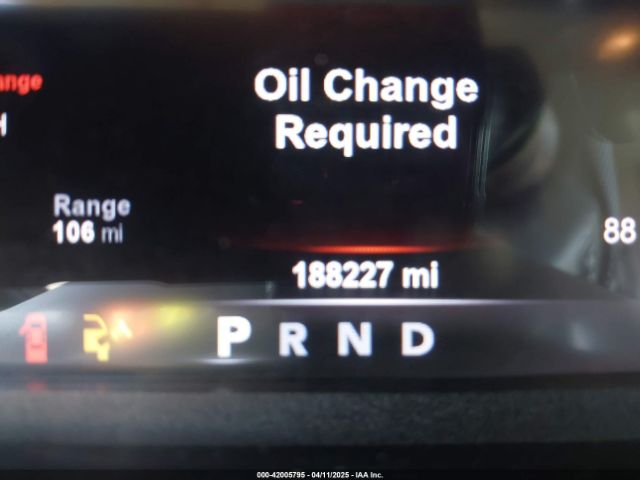 ange
Oil Change
Required
Range
106 mi
88
188227 mi
P R N D
000-42005795 - 04/11/2025 - IAA Inc.